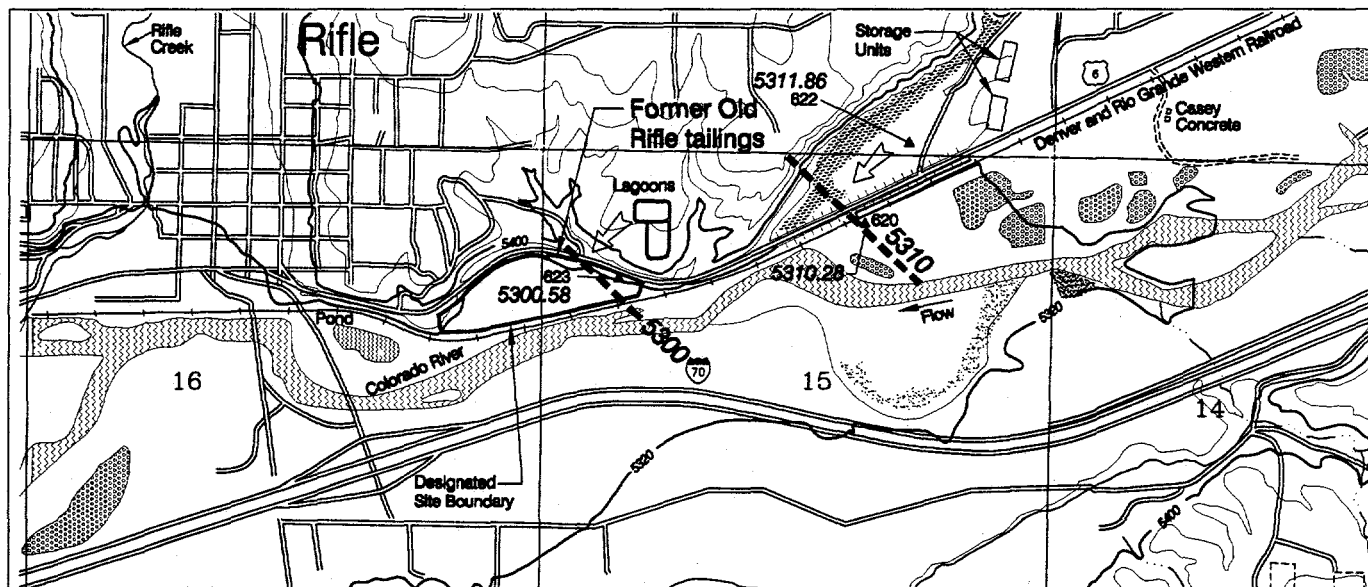 Rifle
Creek
Rifle
Storage
Units
6
Denver and Rio Grande Western Railroad
5311.86
622
Casey
Concrete
Former Old
Rifle tailings
Lagoons
5400
620
5310
5310.28
623
5300.58
Flow
5320
Pond
5300
70
Colorado River
16
15
14
5320
Designated
Site Boundary
5400